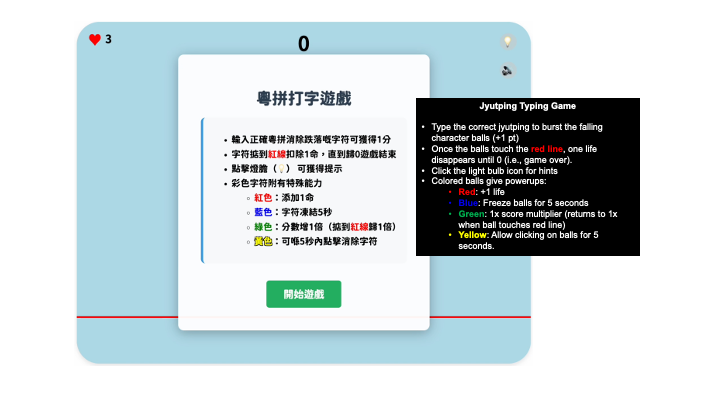 3
0
粵拼打字遊戲
輸入正確粵拼消除跌落嘅字符可獲得1分
字符掂到紅線扣除1命，直到歸0遊戲結束
點擊燈膽（💡） 可獲得提示
彩色字符附有特殊能力
紅色：添加1命
藍色：字符凍結5秒
綠色：分數增1倍（掂到紅線歸1倍）
黃色：可喺5秒內點擊消除字符
開始遊戲
Jyutping Typing Game
Type the correct jyutping to burst the falling
character balls (+1 pt)
Once the balls touch the red line, one life
disappears until 0 (i.e., game over).
Click the light bulb icon for hints
Colored balls give powerups:
Red: +1 life
Blue: Freeze balls for 5 seconds
Green: 1x score multiplier (returns to 1x
when ball touches red line)
Yellow: Allow clicking on balls for 5
seconds.